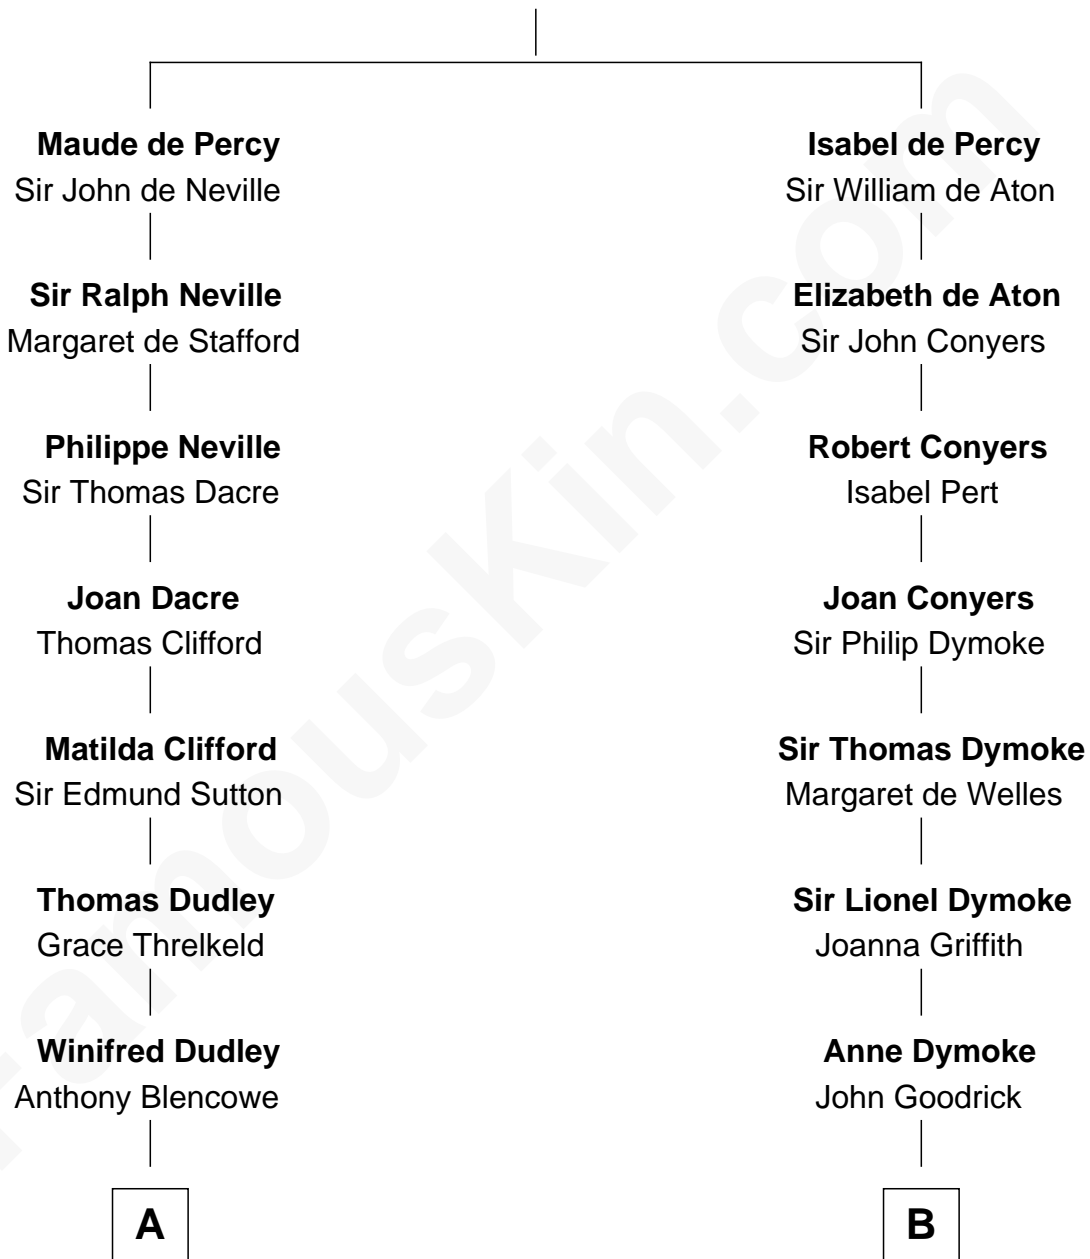 Maude de Percy
Sir John de Neville
Sir Ralph Neville
Margaret de Stafford
Philippe Neville
Sir Thomas Dacre
Joan Dacre
Thomas Clifford
Matilda Clifford
Sir Edmund Sutton
Thomas Dudley
Grace Threlkeld
Winifred Dudley
Anthony Blencowe
A
Isabel de Percy
Sir William de Aton
Elizabeth de Aton
Sir John Conyers
Robert Conyers
Isabel Pert
Joan Conyers
Sir Philip Dymoke
Sir Thomas Dymoke
Margaret de Welles
Sir Lionel Dymoke
Joanna Griffith
Anne Dymoke
John Goodrick
B
FamousKin.com